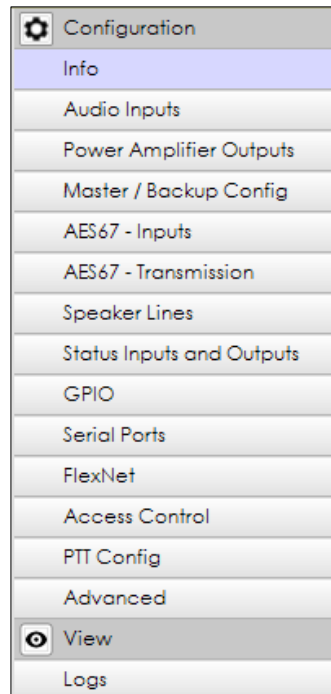 Configuration
Info
Audio Inputs
Power Amplifier Outputs
Master / Backup Config
AES67 - Inputs
AES67 - Transmission
Speaker Lines
Status Inputs and Outputs
GPIO
Serial Ports
FlexNet
Access Control
PTT Config
Advanced
View
Logs